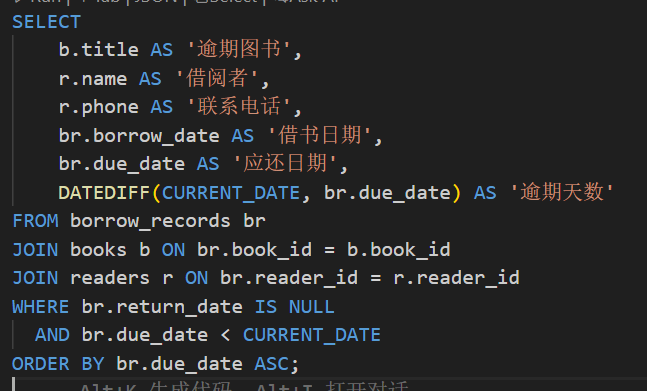 SELECT
b.title AS '逾期图书',
r.name AS '借阅者',
r.phone AS '联系电话',
br.borrow_date AS '借书日期',
br.due_date AS '应还日期',
DATEDIFF(CURRENT_DATE, br.due_date) AS '逾期天数'
FROM borrow_records br
JOIN books b ON br.book_id = b.book_id
JOIN readers r ON br.reader_id = r.reader_id
WHERE br.return_date IS NULL
AND br.due_date < CURRENT_DATE
ORDER BY br.due_date ASC;
Alt+K 生成代码, Alt+I 打开对话